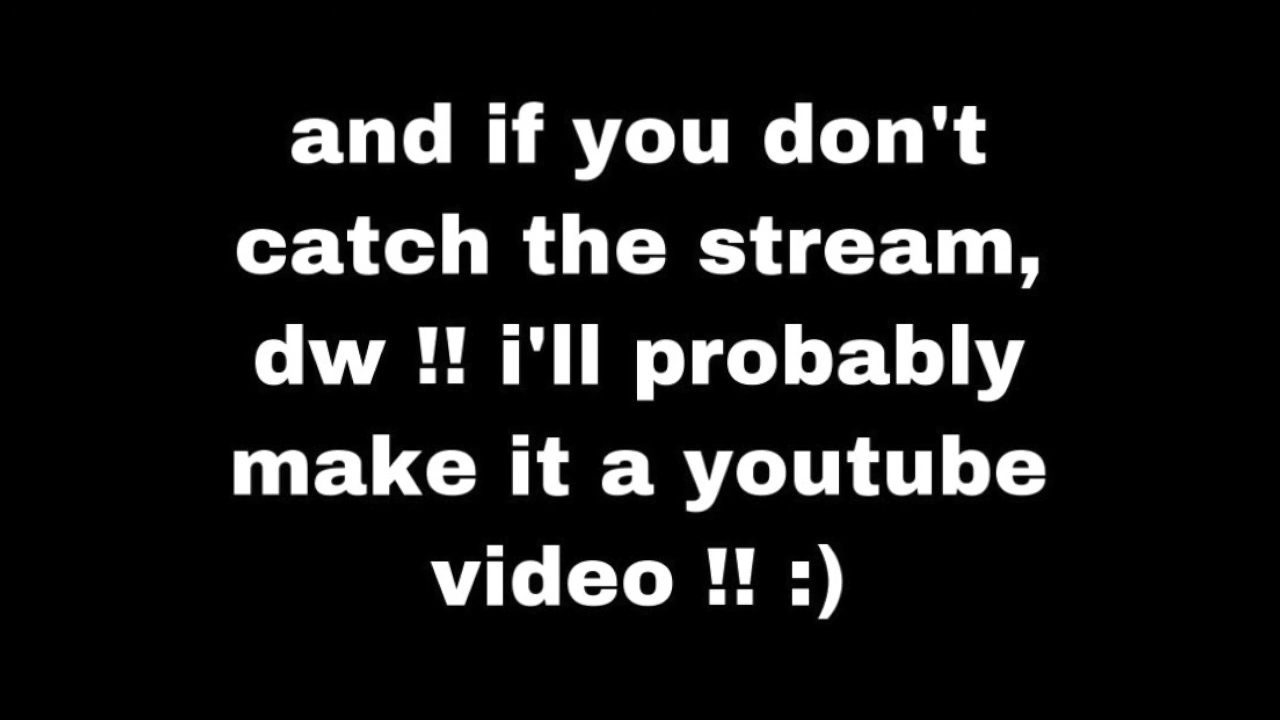 and if you don't
catch the stream,
dw !! i'll probably
make it a youtube
video !! :)